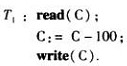 T₁ : read(C);
C:= C-100;
write(C).